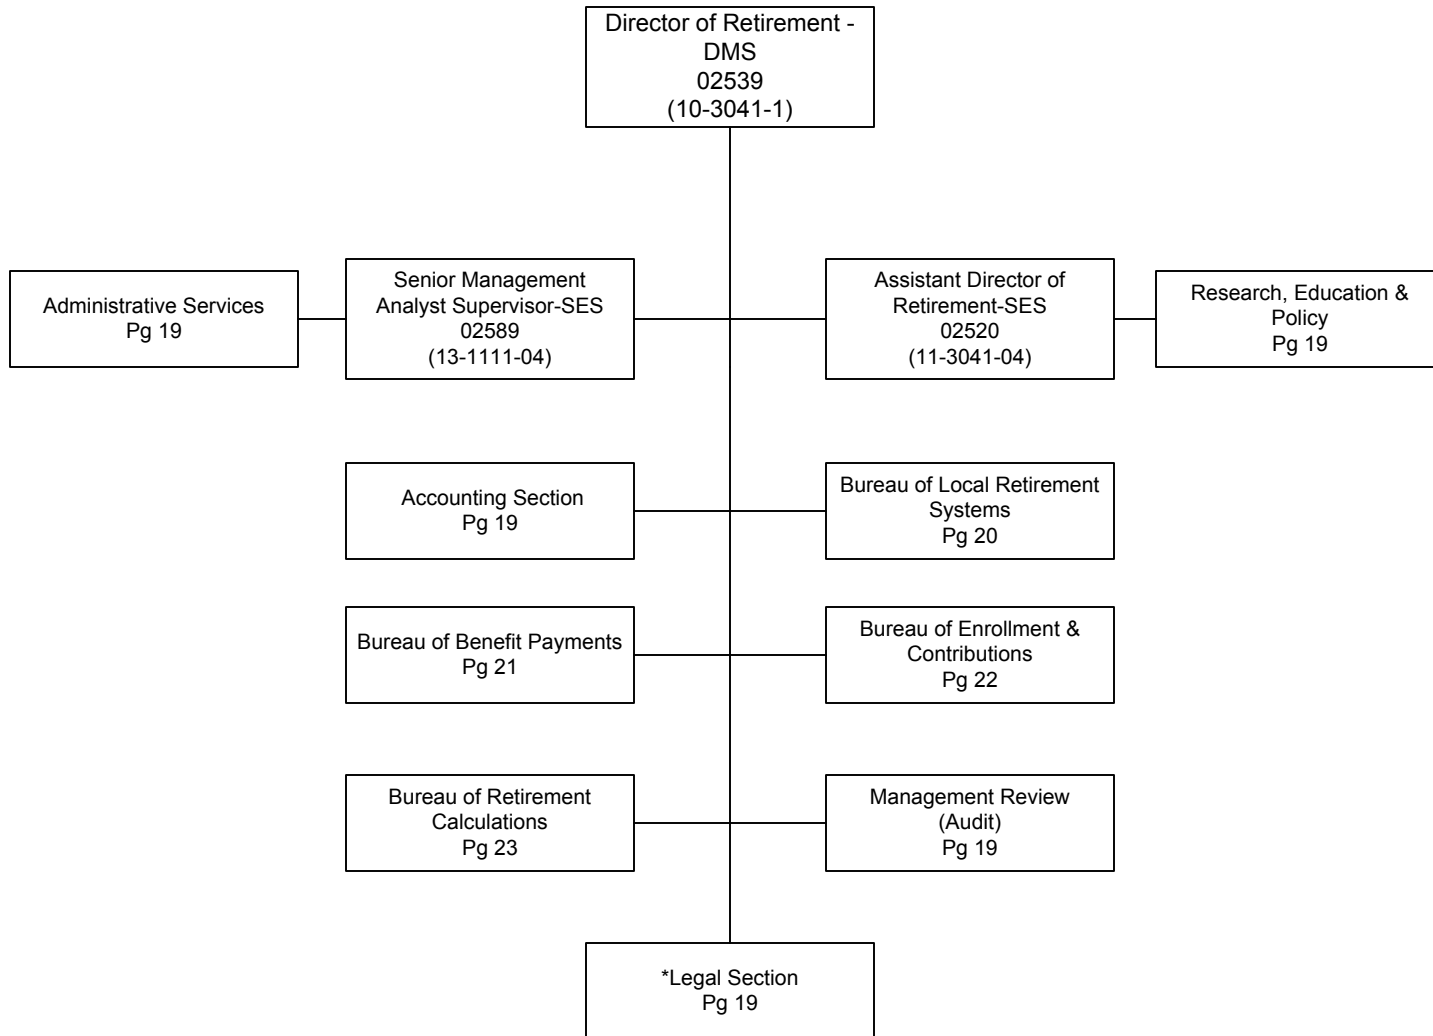 Director of Retirement -
DMS
02539
(10-3041-1)
Administrative Services
Pg 19
Senior Management
Analyst Supervisor-SES
02589
(13-1111-04)
Assistant Director of
Retirement-SES
02520
(11-3041-04)
Research, Education &
Policy
Pg 19
Accounting Section
Pg 19
Bureau of Local Retirement
Systems
Pg 20
Bureau of Benefit Payments
Pg 21
Bureau of Enrollment &
Contributions
Pg 22
Bureau of Retirement
Calculations
Pg 23
Management Review
(Audit)
Pg 19
*Legal Section
Pg 19